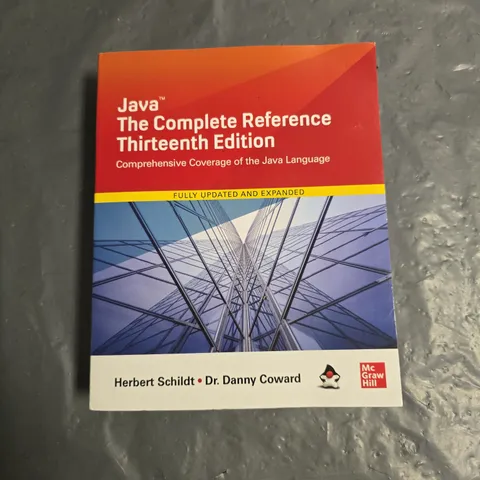 Java™
The Complete Reference
Thirteenth Edition
Comprehensive Coverage of the Java Language
FULLY UPDATED AND EXPANDED
Herbert Schildt • Dr. Danny Coward
Mc
Graw
Hill